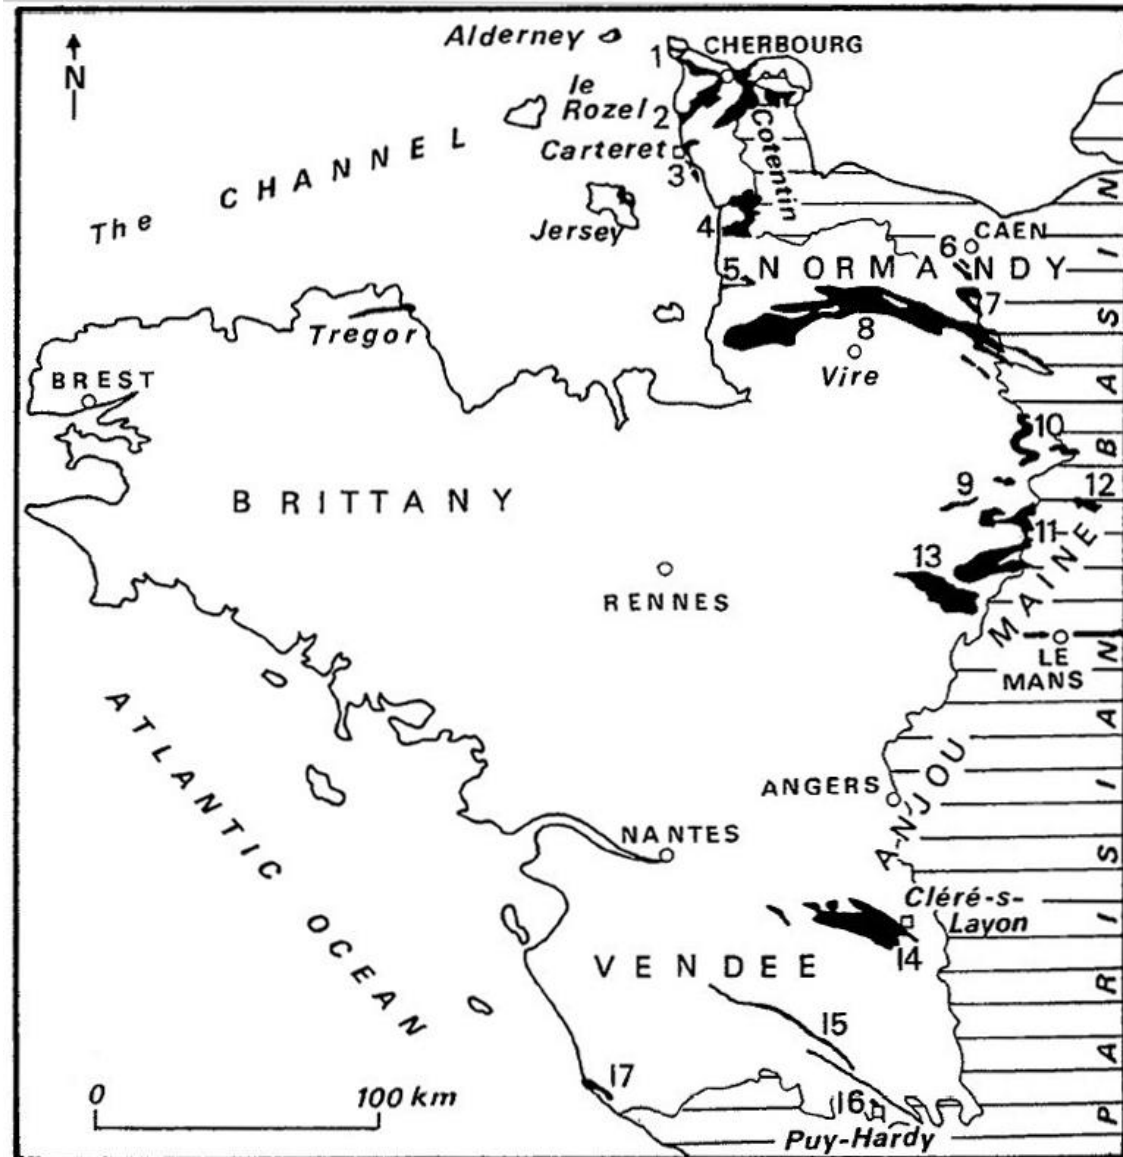 Alderney
CHERBOURG
1
N
le
Rozel
2
Cotentin
The CHANNEL
Carteret
3
Jersey
4
6
CAEN
5
NORMANDY
7
Tregor
8
Vire
BREST
10
BRITTANY
9
12
11
13
MAINE
RENNES
LE
MANS
ATLANTIC OCEAN
ANJOU
ANGERS
NANTES
Cléré-s-
Layon
14
VENDEE
15
17
16
Puy-Hardy
0 100 km
PARISIAN BASIN